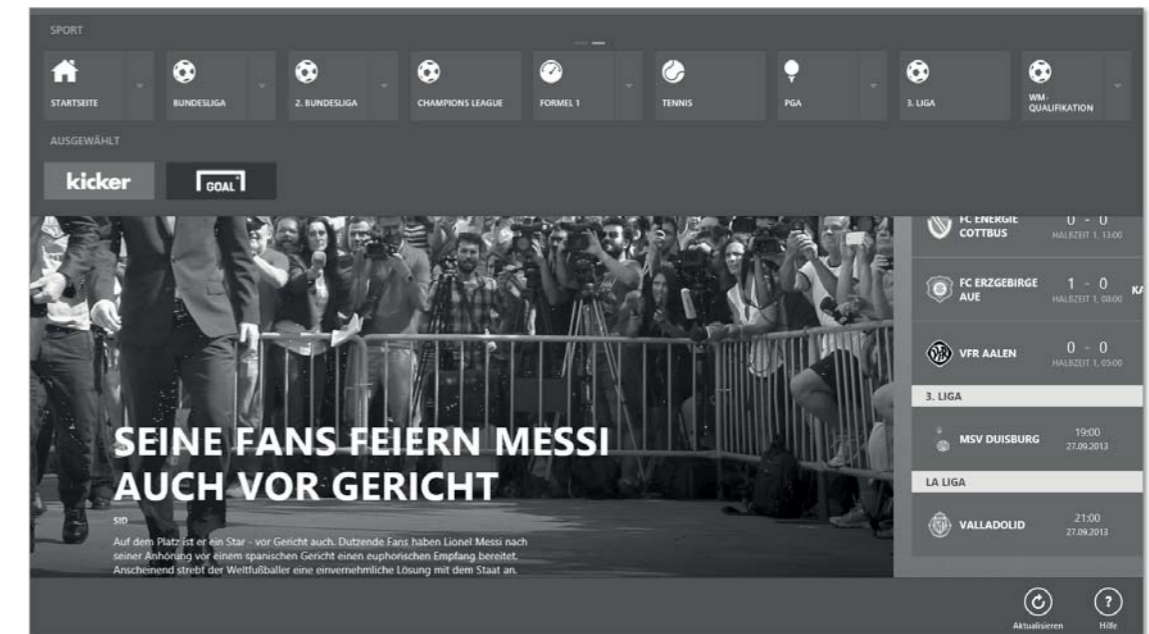 SPORT
STARTSEITE
BUNDESLIGA
2. BUNDESLIGA
CHAMPIONS LEAGUE
FORMEL 1
TENNIS
PGA
3. LIGA
WM-
QUALIFIKATION
AUSGEWÄHLT
kicker
GOAL
SEINE FANS FEIERN MESSI
AUCH VOR GERICHT
SID
Auf dem Platz ist er ein Star - vor Gericht auch. Dutzende Fans haben Lionel Messi nach
seiner Anhörung vor einem spanischen Gericht einen euphorischen Empfang bereitet.
Anscheinend strebt der Weltfußballer eine einvernehmliche Lösung mit dem Staat an.
FC ENERGIE
COTTBUS
0 - 0
HALBZEIT 1, 13:00
FC ERZGEBIRGE
AUE
1 - 0
HALBZEIT 1, 08:00
KA
VFR AALEN
0 - 0
HALBZEIT 1, 05:00
3. LIGA
MSV DUISBURG
19:00
27.09.2013
LA LIGA
VALLADOLID
21:00
27.09.2013
Aktualisieren
Hilfe